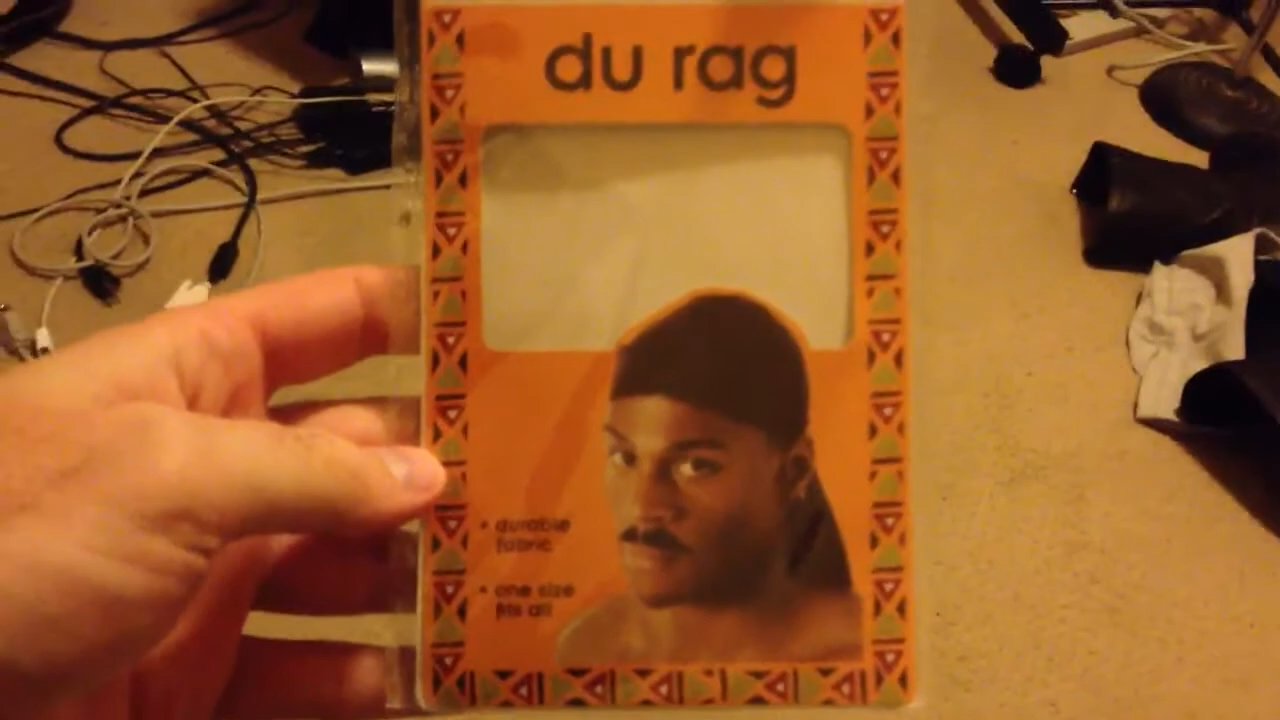 du rag
• durable
fabric
• one size
fits all